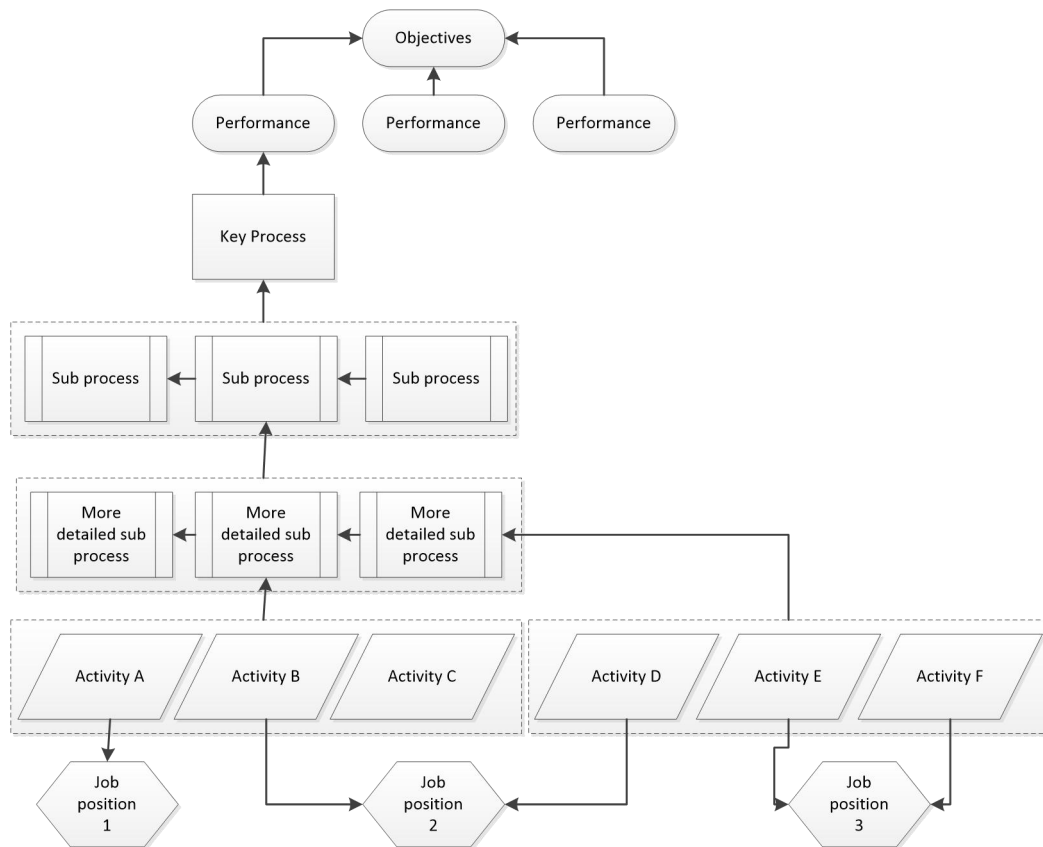 Objectives
Performance
Performance
Performance
Key Process
Sub process
Sub process
Sub process
More
detailed sub
process
More
detailed sub
process
More
detailed sub
process
Activity A
Activity B
Activity C
Activity D
Activity E
Activity F
Job
position
1
Job
position
2
Job
position
3